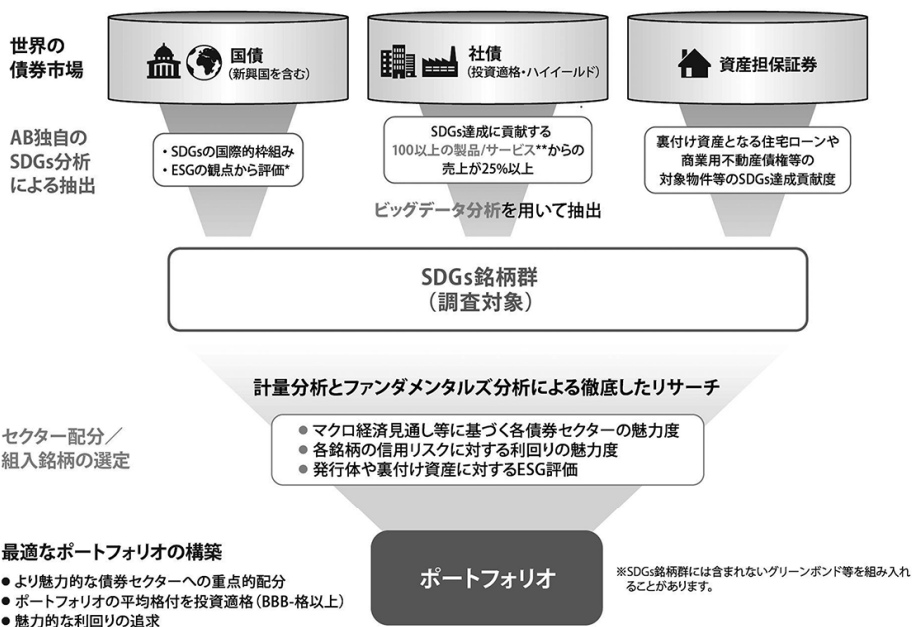 世界の
債券市場
国債
(新興国を含む)
社債
(投資適格・ハイイールド)
資産担保証券
AB独自の
SDGs分析
による抽出
・SDGsの国際的枠組み
・ESGの観点から評価*
SDGs達成に貢献する
100以上の製品/サービス**からの
売上が25%以上
裏付け資産となる住宅ローンや
商業用不動産債権等の
対象物件等のSDGs達成貢献度
ビッグデータ分析を用いて抽出
SDGs銘柄群
(調査対象)
計量分析とファンダメンタルズ分析による徹底したリサーチ
セクター配分/
組入銘柄の選定
●マクロ経済見通し等に基づく各債券セクターの魅力度
●各銘柄の信用リスクに対する利回りの魅力度
●発行体や裏付け資産に対するESG評価
最適なポートフォリオの構築
●より魅力的な債券セクターへの重点的配分
●ポートフォリオの平均格付を投資適格(BBB-格以上)
●魅力的な利回りの追求
ポートフォリオ
※SDGs銘柄群には含まれないグリーンボンド等を組み入れ
ることがあります。